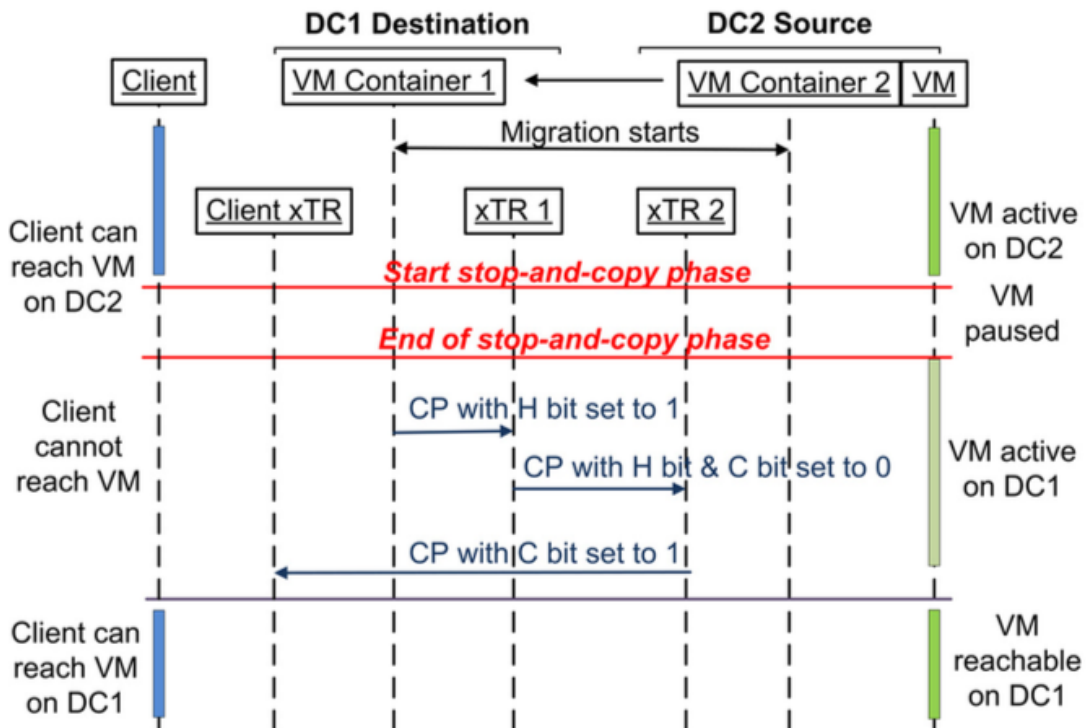 DC1 Destination
DC2 Source
Client
VM Container 1
VM Container 2
VM
Migration starts
Client xTR
xTR 1
xTR 2
Client can
reach VM
on DC2
VM active
on DC2
Start stop-and-copy phase
VM
paused
End of stop-and-copy phase
Client
cannot
reach VM
CP with H bit set to 1
CP with H bit & C bit set to 0
VM active
on DC1
CP with C bit set to 1
Client can
reach VM
on DC1
VM
reachable
on DC1